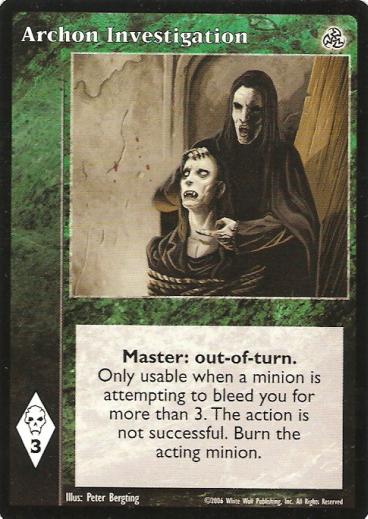 Archon Investigation
Master: out-of-turn.
Only usable when a minion is
attempting to bleed you for
more than 3. The action is
not successful. Burn the
acting minion.
3
Illus: Peter Bergting
©2006 White Wolf Publishing, Inc. All Rights Reserved